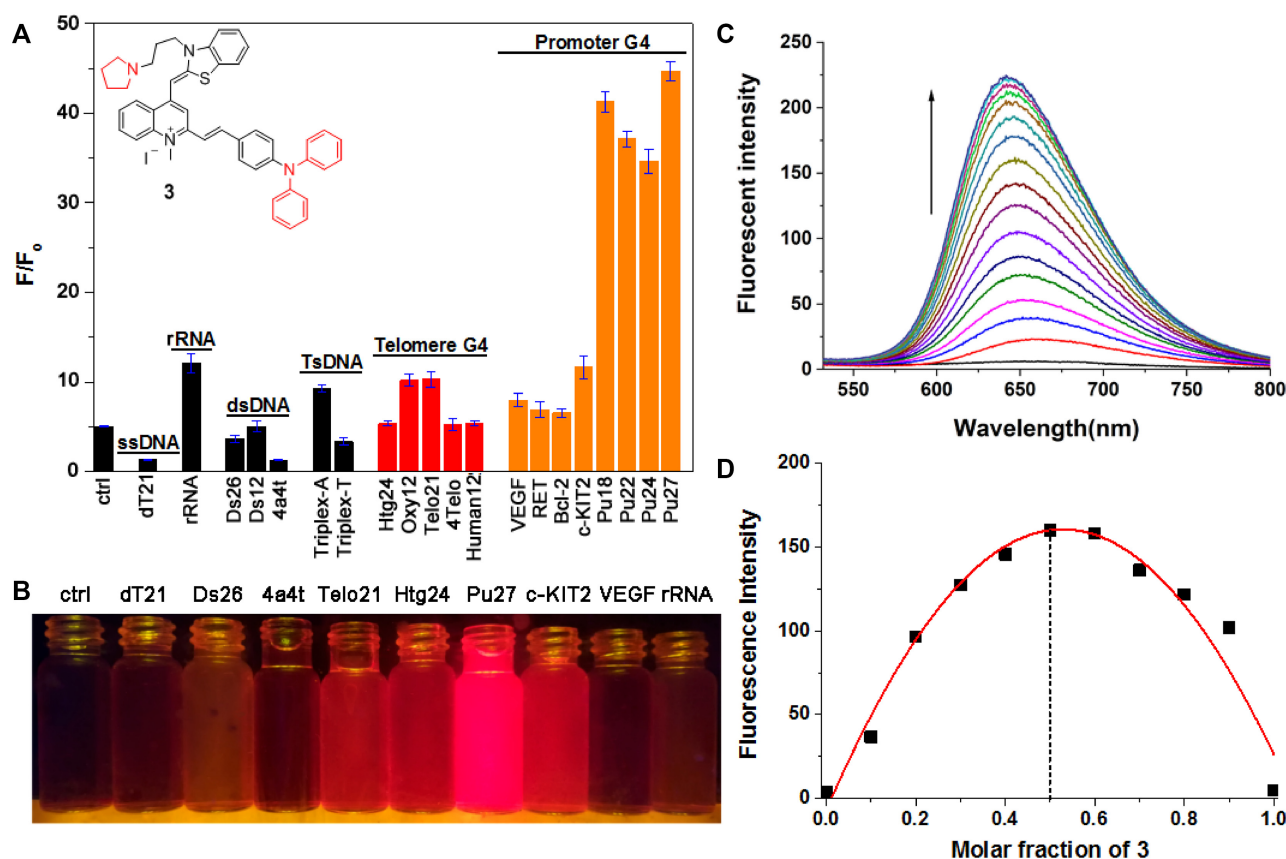 A
50
40
30
20
10
0
F/Fo
N
N
S
N+
I−
N
3
ssDNA
rRNA
dsDNA
TsDNA
Telomere G4
Promoter G4
ctrl
dT21
rRNA
Ds26
Ds12
4a4t
Triplex-A
Triplex-T
Htg24
Oxy12
Telo21
4Telo
Human12
VEGF
RET
Bcl-2
c-KIT2
Pu18
Pu22
Pu24
Pu27
B
ctrl dT21 Ds26 4a4t Telo21 Htg24 Pu27 c-KIT2 VEGF rRNA
C
250
200
150
100
50
0
Fluorescent intensity
550 600 650 700 750 800
Wavelength(nm)
D
200
150
100
50
0
Fluorescence Intensity
0.0 0.2 0.4 0.6 0.8 1.0
Molar fraction of 3